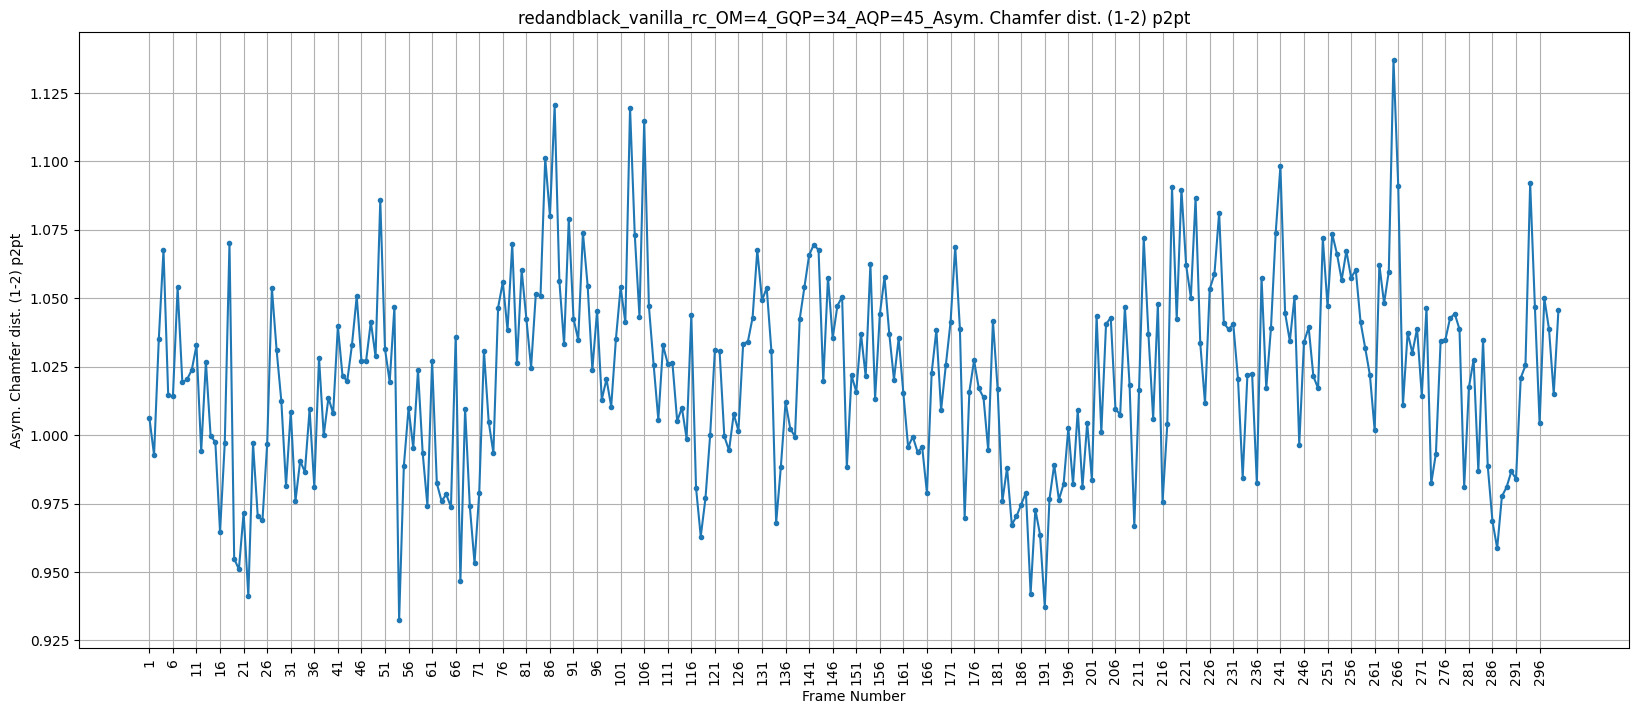 redandblack_vanilla_rc_OM=4_GQP=34_AQP=45_Asym. Chamfer dist. (1-2) p2pt
Asym. Chamfer dist. (1-2) p2pt
1.125
1.100
1.075
1.050
1.025
1.000
0.975
0.950
0.925
1 6 11 16 21 26 31 36 41 46 51 56 61 66 71 76 81 86 91 96 101 106 111 116 121 126 131 136 141 146 151 156 161 166 171 176 181 186 191 196 201 206 211 216 221 226 231 236 241 246 251 256 261 266 271 276 281 286 291 296
Frame Number